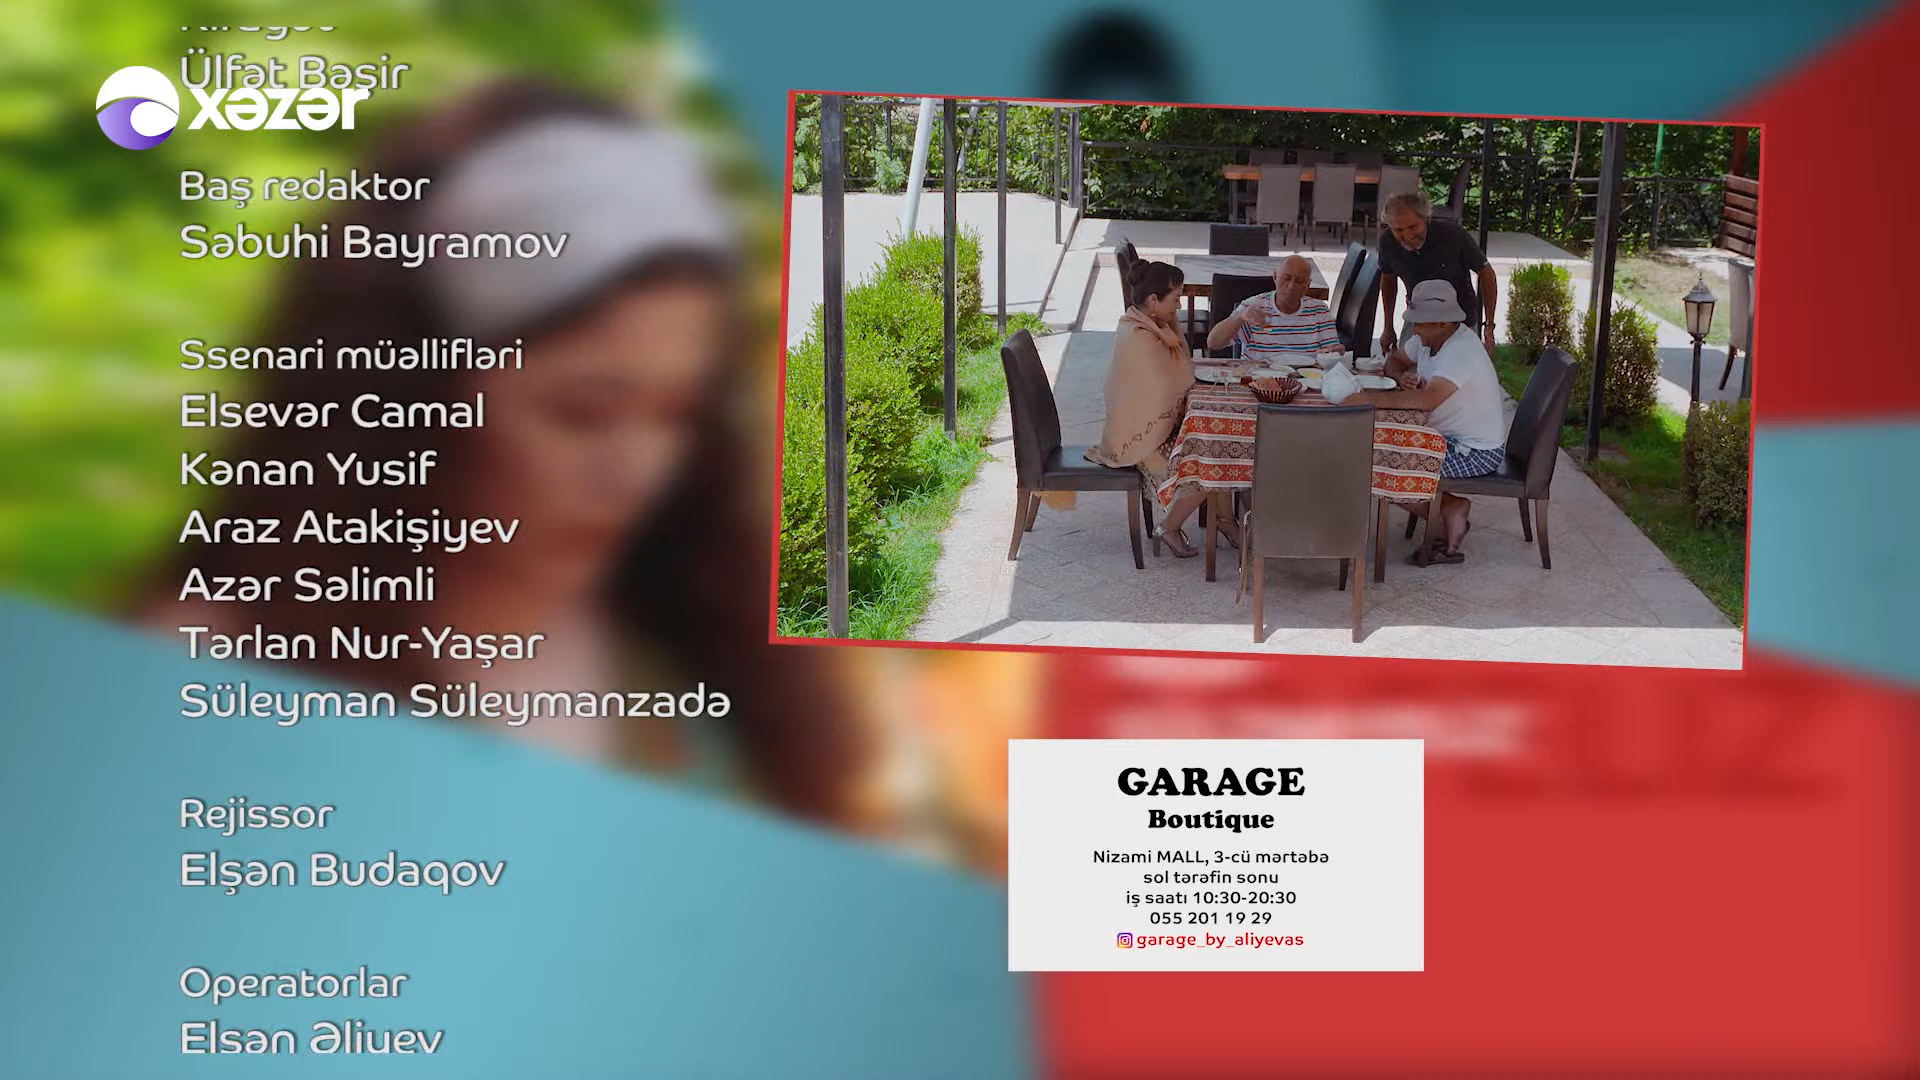 Ülfət Bəşir
xəzər
Baş redaktor
Səbuhi Bayramov
Ssenari müəllifləri
Elsevər Camal
Kənan Yusif
Araz Atakişiyev
Azər Səlimli
Tərlan Nur-Yaşar
Süleyman Süleymanzadə
Rejissor
Elşən Budaqov
Operatorlar
Elşən Əliyev
GARAGE
Boutique
Nizami MALL, 3-cü mərtəbə
sol tərəfin sonu
iş saatı 10:30-20:30
055 201 19 29
garage_by_aliyevas